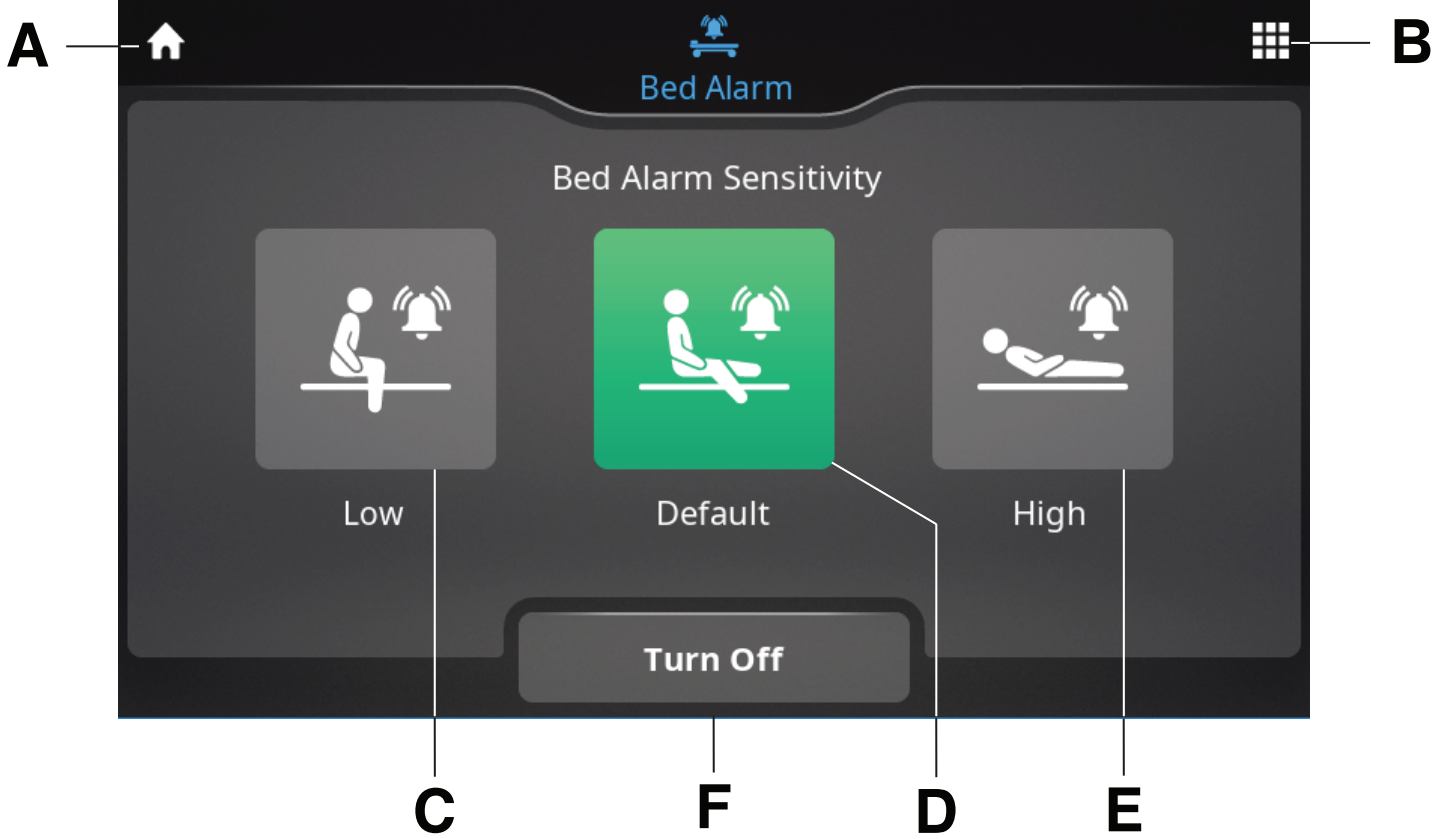 A
B
Bed Alarm
Bed Alarm Sensitivity
Low
Default
High
Turn Off
C
F
D
E